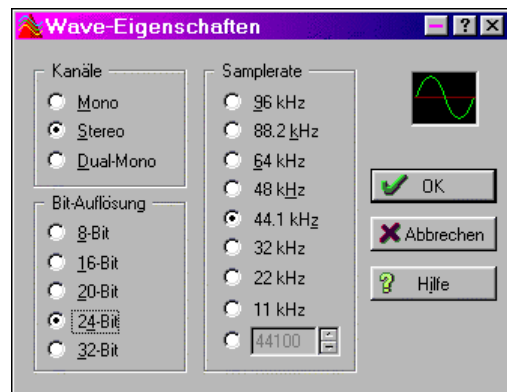 Wave-Eigenschaften
Kanäle
Mono
Stereo
Dual-Mono
Bit-Auflösung
8-Bit
16-Bit
20-Bit
24-Bit
32-Bit
Samplerate
96 kHz
88.2 kHz
64 kHz
48 kHz
44.1 kHz
32 kHz
22 kHz
11 kHz
44100
OK
Abbrechen
Hilfe